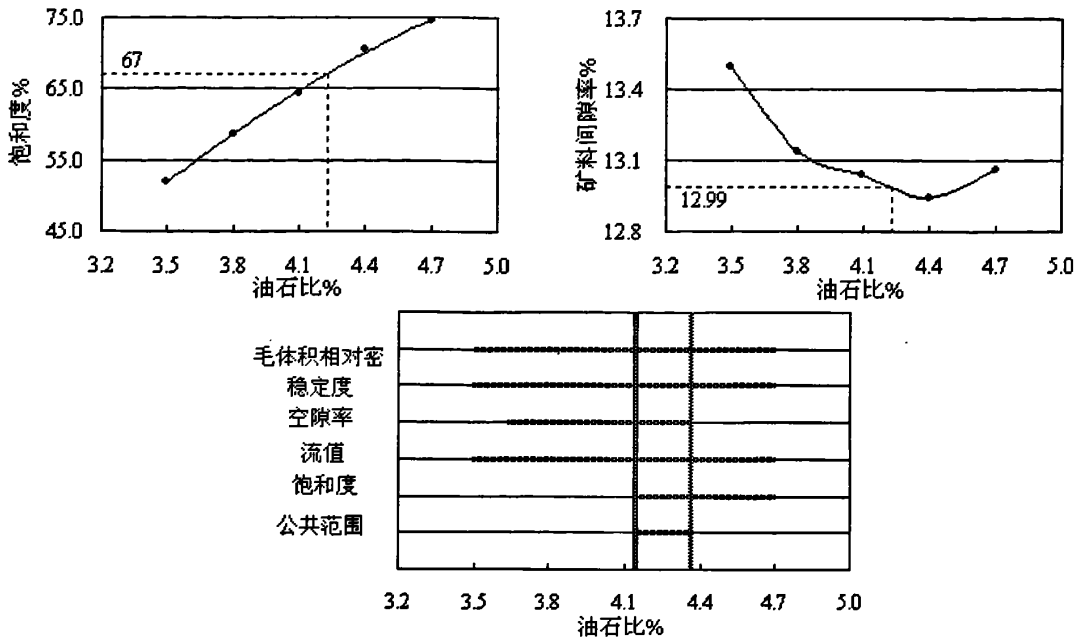 饱和度%
75.0
65.0
55.0
45.0
67
3.2 3.5 3.8 4.1 4.4 4.7 5.0
油石比%
矿料间隙率%
13.7
13.4
13.1
12.8
12.99
3.2 3.5 3.8 4.1 4.4 4.7 5.0
油石比%
毛体积相对密
稳定度
空隙率
流值
饱和度
公共范围
3.2 3.5 3.8 4.1 4.4 4.7 5.0
油石比%